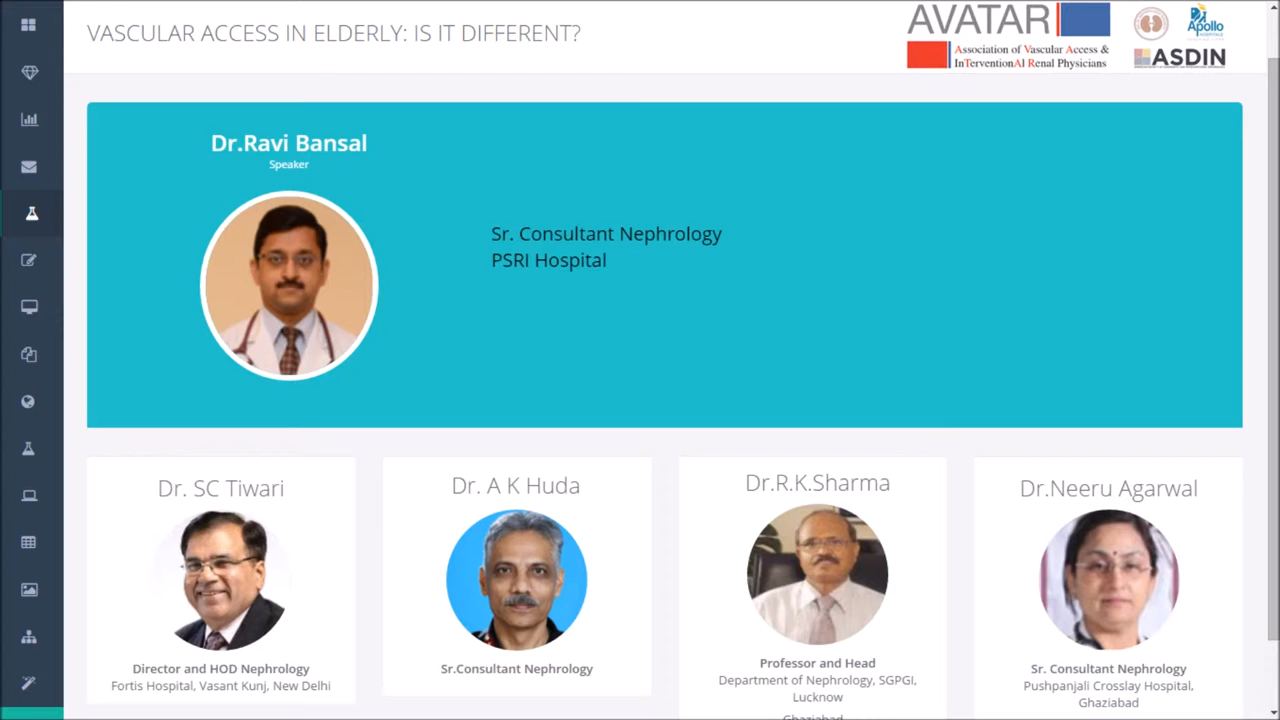 VASCULAR ACCESS IN ELDERLY: IS IT DIFFERENT?
AVATAR
Association of Vascular Access &
InTerventionAl Renal Physicians
Apollo
HOSPITALS
ASDIN
Dr.Ravi Bansal
Speaker
Sr. Consultant Nephrology
PSRI Hospital
Dr. SC Tiwari
Director and HOD Nephrology
Fortis Hospital, Vasant Kunj, New Delhi
Dr. A K Huda
Sr.Consultant Nephrology
Dr.R.K.Sharma
Professor and Head
Department of Nephrology, SGPGI,
Lucknow
Ghaziabad
Dr.Neeru Agarwal
Sr. Consultant Nephrology
Pushpanjali Crosslay Hospital,
Ghaziabad